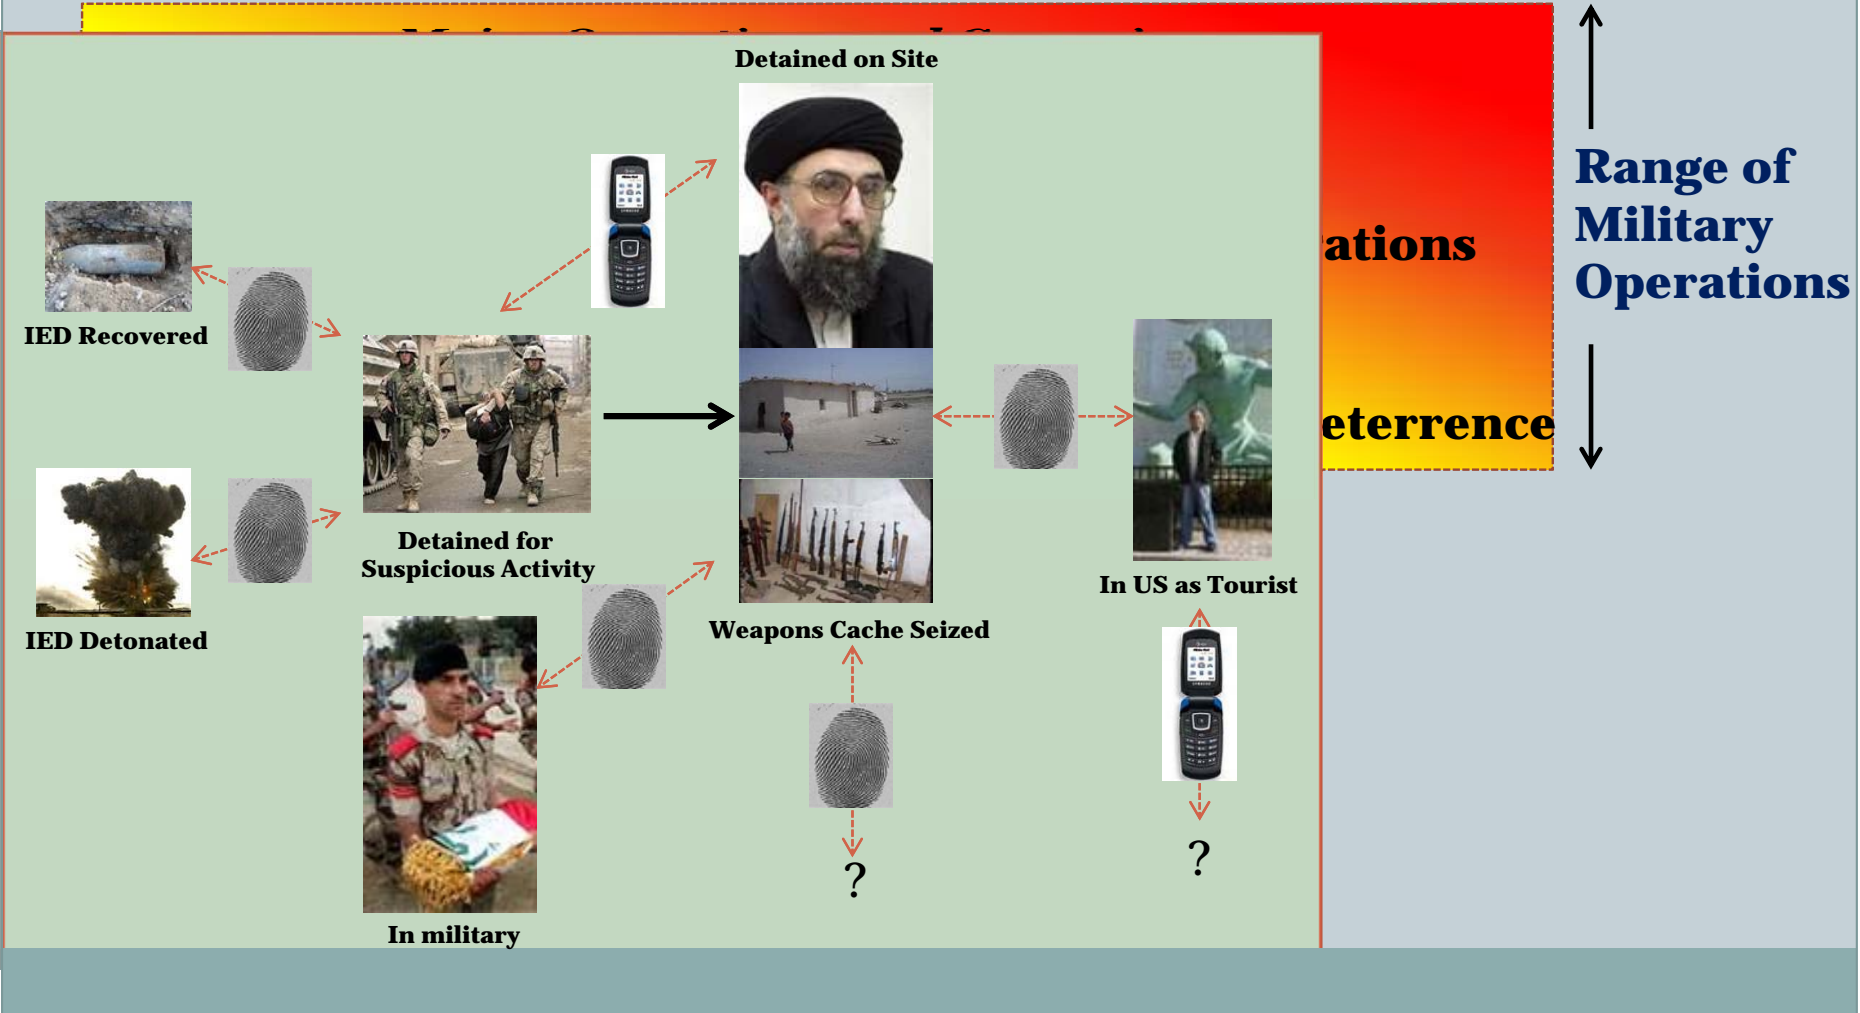 Detained on Site
Range of
Military
Operations
ations
IED Recovered
eterrence
Detained for
Suspicious Activity
In US as Tourist
IED Detonated
Weapons Cache Seized
?
?
In military